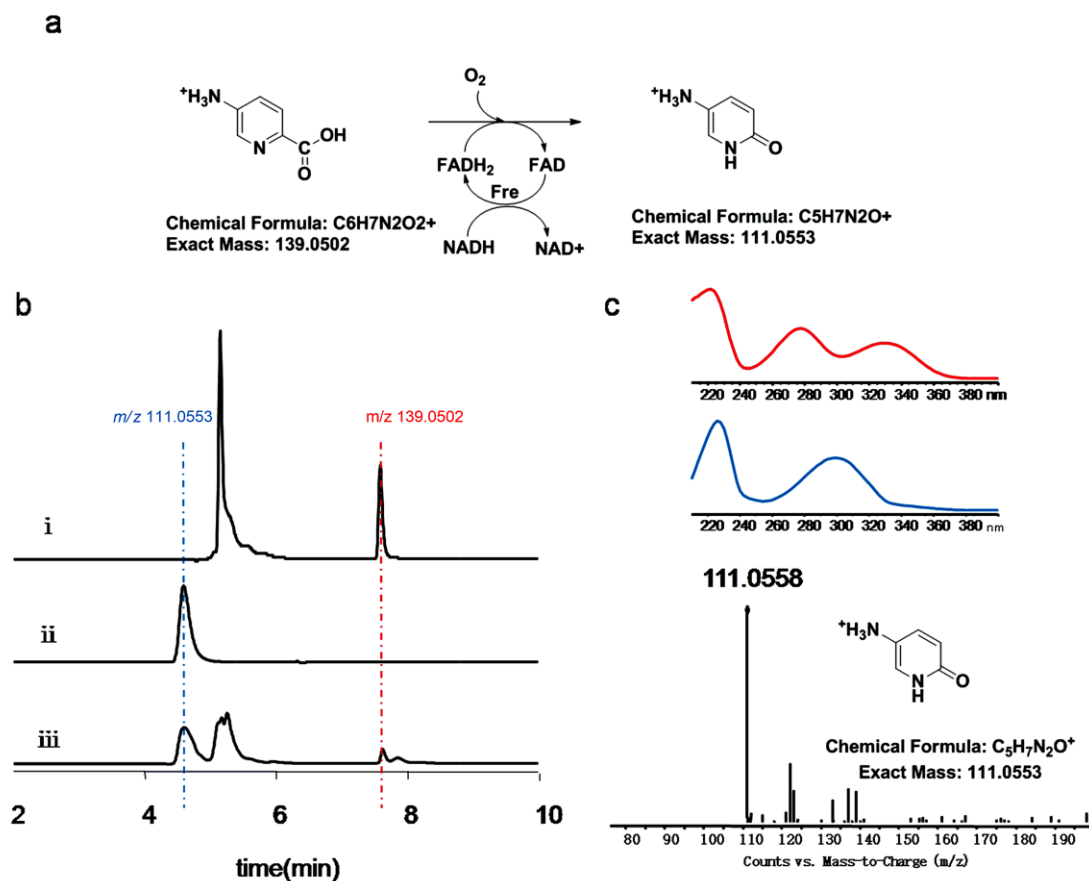 a
O2
+H3N
N
C
OH
O
FADH2
FAD
Fre
NADH
NAD+
+H3N
N
H
O
Chemical Formula: C6H7N2O2+
Exact Mass: 139.0502
Chemical Formula: C5H7N2O+
Exact Mass: 111.0553
b
m/z 111.0553
m/z 139.0502
i
ii
iii
2 4 6 8 10
time(min)
c
220 240 260 280 300 320 340 360 380 nm
220 240 260 280 300 320 340 360 380 nm
111.0558
+H3N
N
H
O
Chemical Formula: C5H7N2O+
Exact Mass: 111.0553
80 90 100 110 120 130 140 150 160 170 180 190
Counts vs. Mass-to-Charge (m/z)